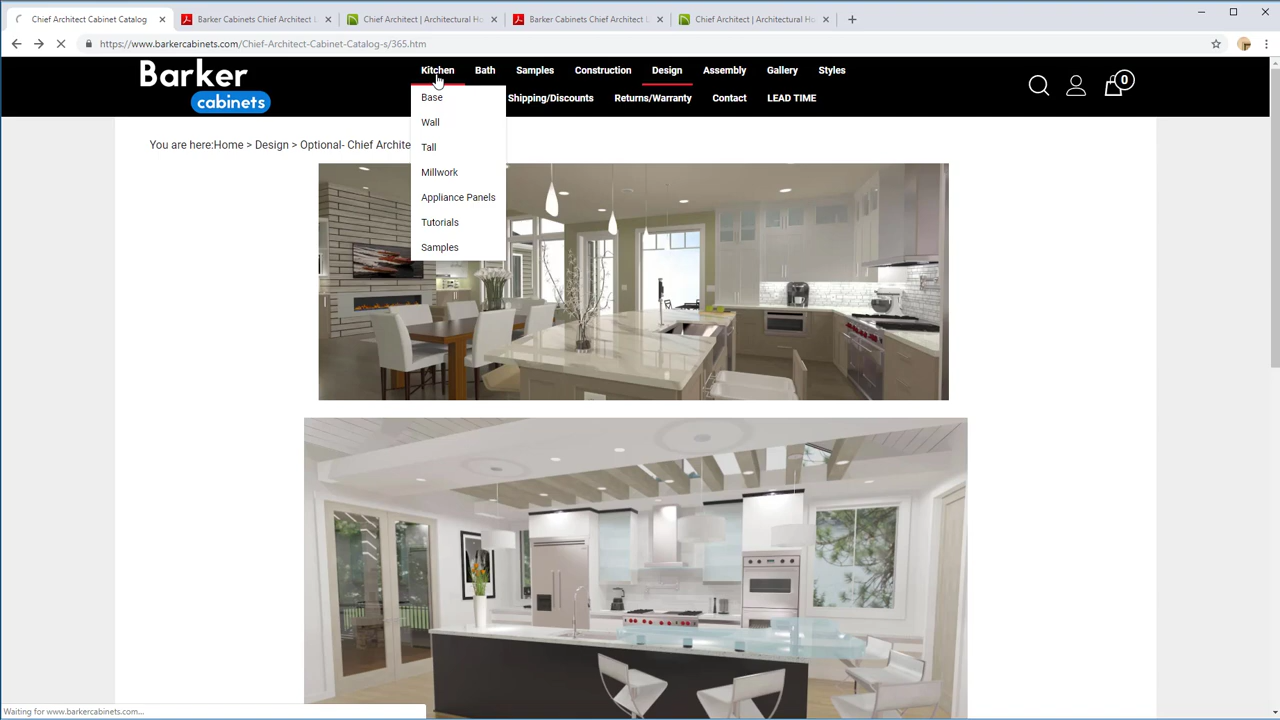 Chief Architect Cabinet Catalog
Barker Cabinets Chief Architect L
Chief Architect | Architectural Ho
Barker Cabinets Chief Architect L
Chief Architect | Architectural Ho
https://www.barkercabinets.com/Chief-Architect-Cabinet-Catalog-s/365.htm
Barker
cabinets
Kitchen Bath Samples Construction Design Assembly Gallery Styles
Shipping/Discounts Returns/Warranty Contact LEAD TIME
0
Base
Wall
Tall
Millwork
Appliance Panels
Tutorials
Samples
You are here:Home > Design > Optional- Chief Archite
Waiting for www.barkercabinets.com...